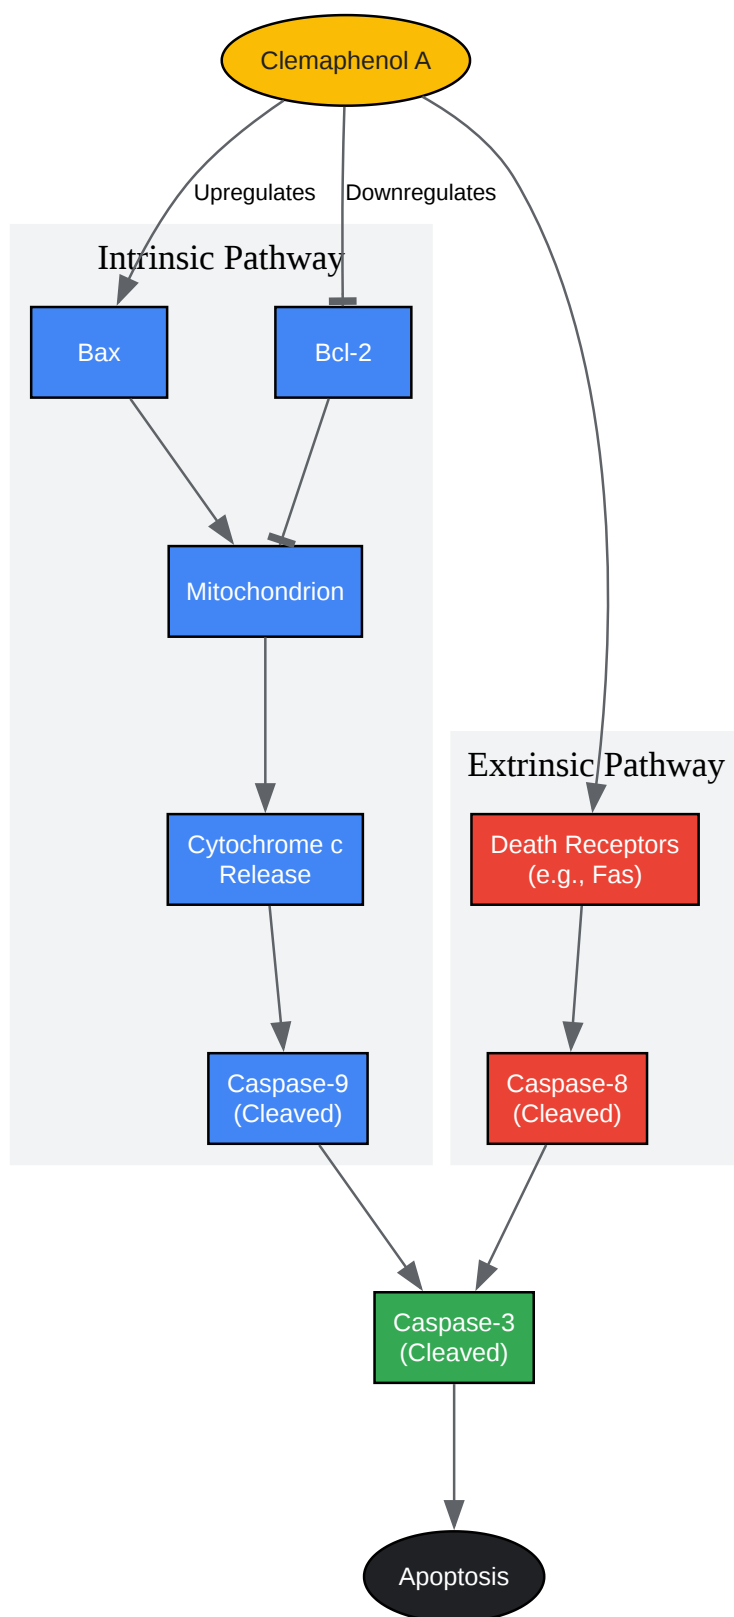 Clemaphenol A
Upregulates
Downregulates
Intrinsic Pathway
Bax
Bcl-2
Mitochondrion
Extrinsic Pathway
Cytochrome c
Release
Death Receptors
(e.g., Fas)
Caspase-9
(Cleaved)
Caspase-8
(Cleaved)
Caspase-3
(Cleaved)
Apoptosis